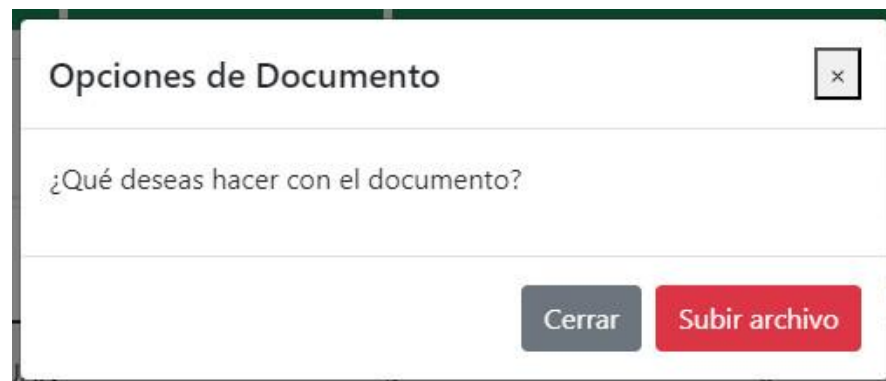 Opciones de Documento
×
¿Qué deseas hacer con el documento?
Cerrar
Subir archivo